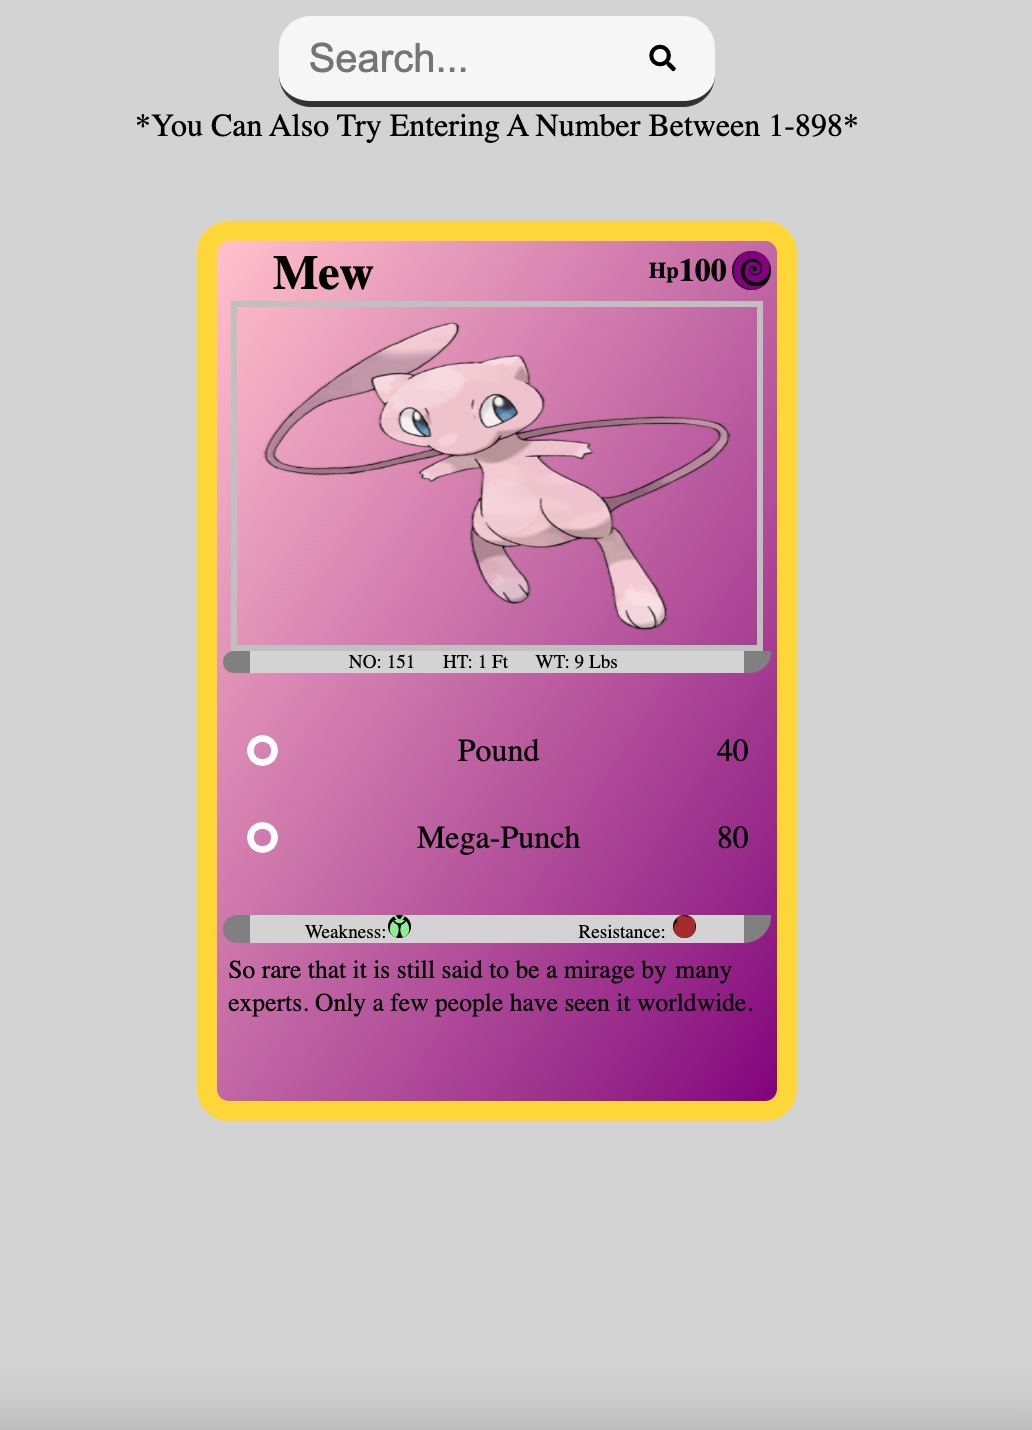 Search...
*You Can Also Try Entering A Number Between 1-898*
Mew Hp100
NO: 151 HT: 1 Ft WT: 9 Lbs
Pound 40
Mega-Punch 80
Weakness: Resistance:
So rare that it is still said to be a mirage by many
experts. Only a few people have seen it worldwide.